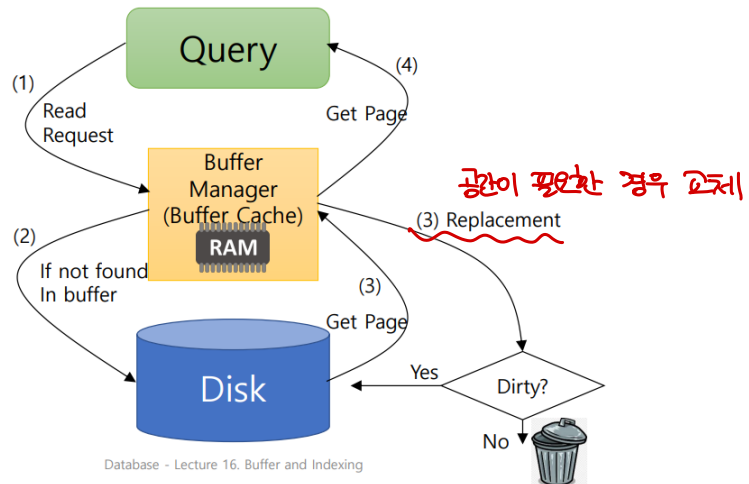 Query
(1)
(4)
Read
Request
Get Page
Buffer
Manager
(Buffer Cache)
RAM
공간이 필요한 경우 교체
(3) Replacement
(2)
If not found
In buffer
(3)
Get Page
Disk
Yes
Dirty?
No
Database - Lecture 16. Buffer and Indexing